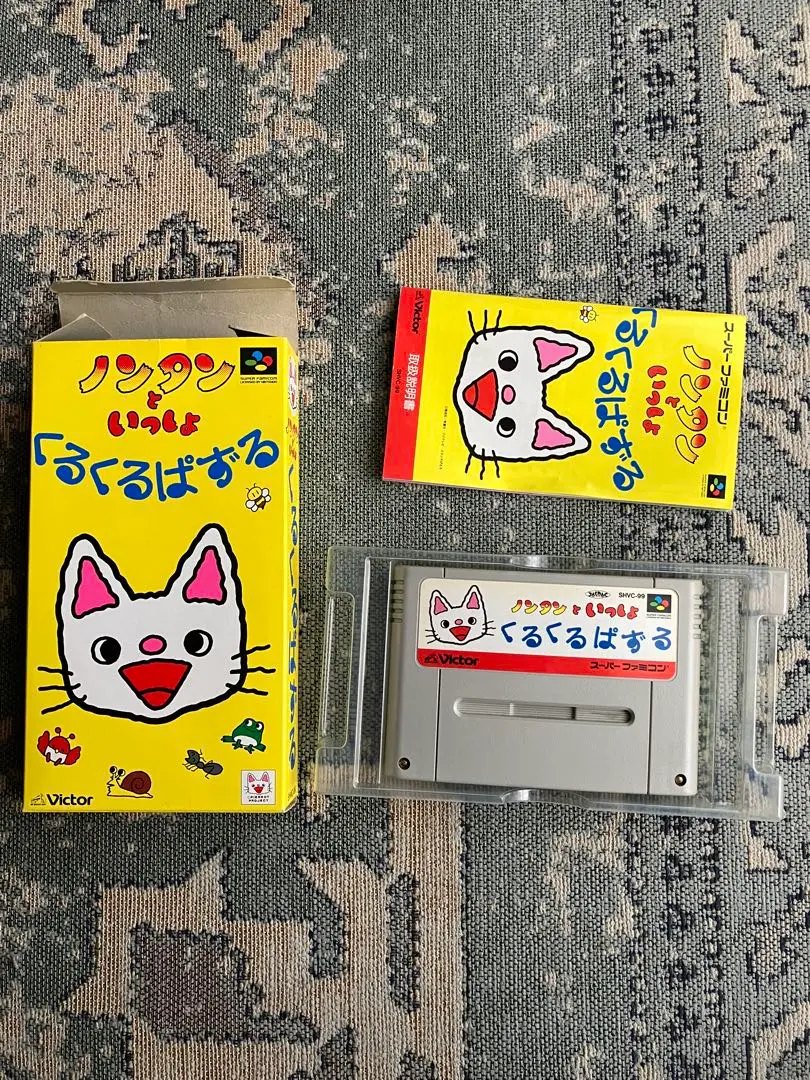 ノンタン
と
いっしょ
くるくるぱずる
SUPER FAMICOM
Victor
PIERROT
PROJECT
Victor
取扱説明書
SHVC-99
スーパーファミコン
ノンタン
と
いっしょ
くるくるぱずる
SHVC-99
ノンタン と いっしょ
くるくるぱずる
Victor
スーパーファミコン